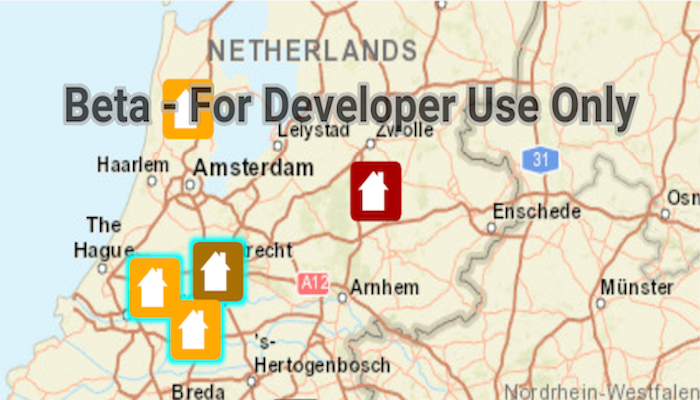 NETHERLANDS
Beta - For Developer Use Only
Lelystad
Zwolle
Haarlem
Amsterdam
31
Osn
Enschede
The
Hague
recht
A12
Arnhem
Münster
's-
Hertogenbosch
Breda
Nordrhein-Westfalen